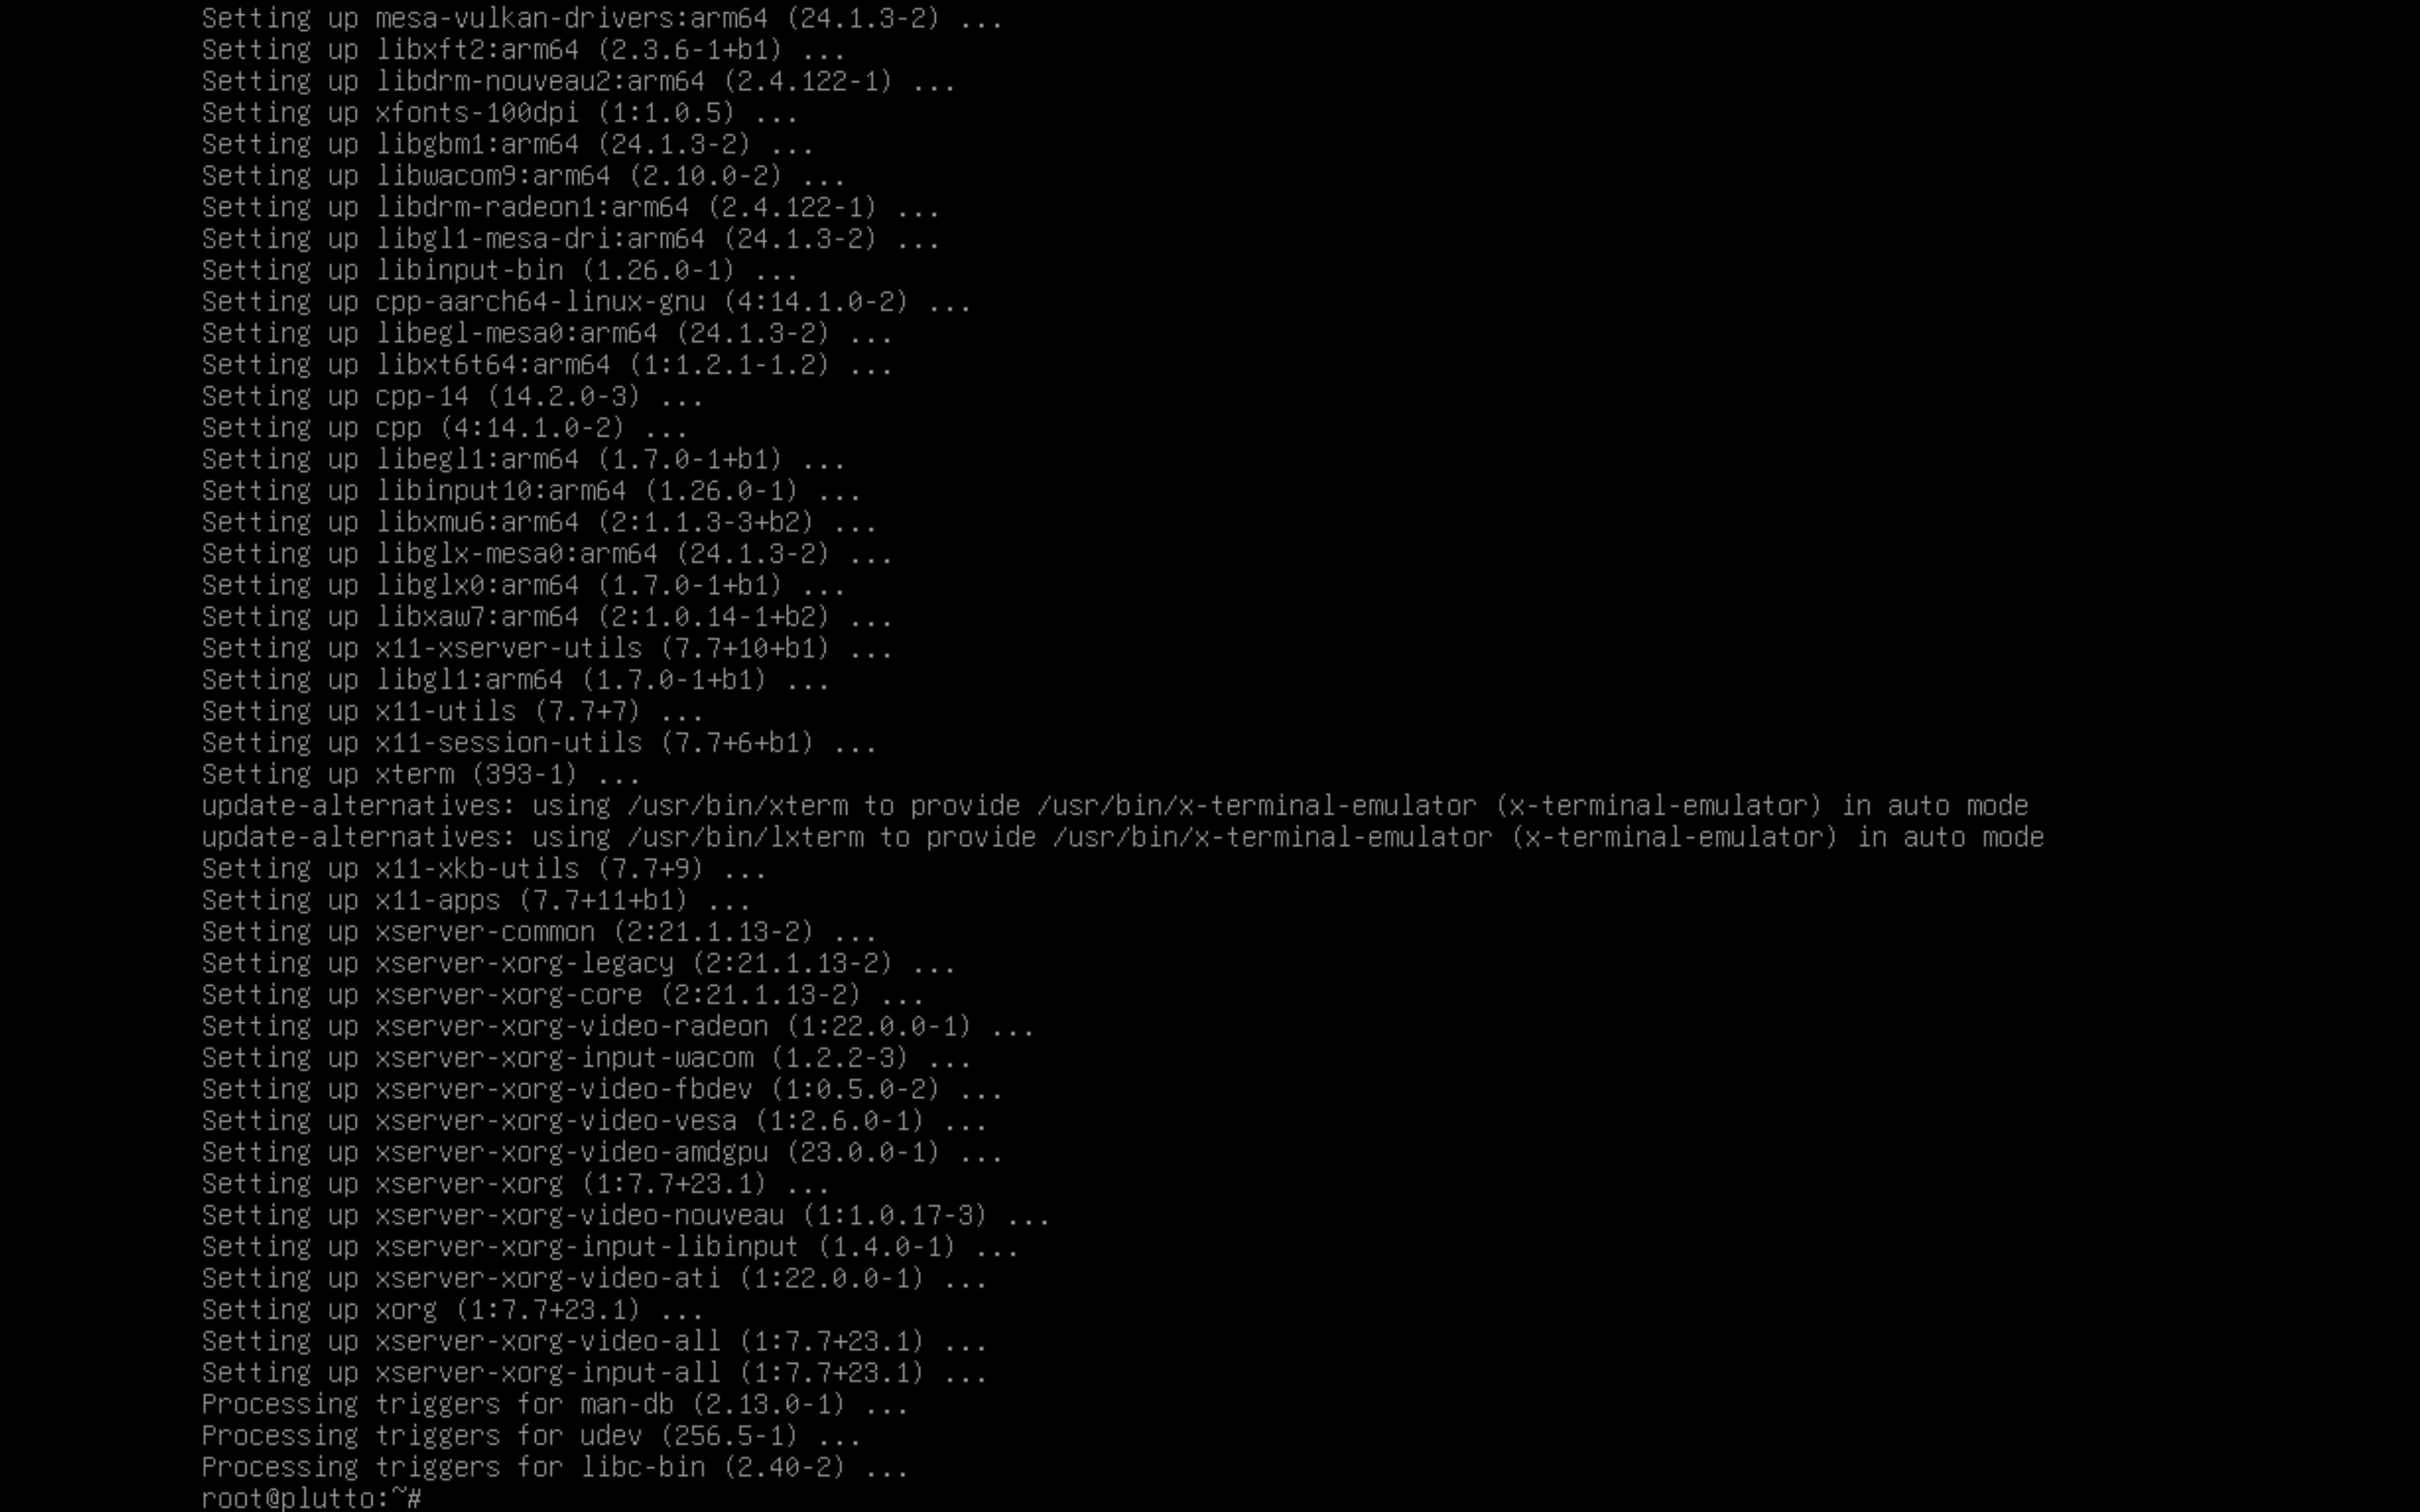 Setting up mesa-vulkan-drivers:arm64 (24.1.3-2) ...
Setting up libxft2:arm64 (2.3.6-1+b1) ...
Setting up libdrm-nouveau2:arm64 (2.4.122-1) ...
Setting up xfonts-100dpi (1:1.0.5) ...
Setting up libgbm1:arm64 (24.1.3-2) ...
Setting up libwacom9:arm64 (2.10.0-2) ...
Setting up libdrm-radeon1:arm64 (2.4.122-1) ...
Setting up libgl1-mesa-dri:arm64 (24.1.3-2) ...
Setting up libinput-bin (1.26.0-1) ...
Setting up cpp-aarch64-linux-gnu (4:14.1.0-2) ...
Setting up libegl-mesa0:arm64 (24.1.3-2) ...
Setting up libxt6t64:arm64 (1:1.2.1-1.2) ...
Setting up cpp-14 (14.2.0-3) ...
Setting up cpp (4:14.1.0-2) ...
Setting up libegl1:arm64 (1.7.0-1+b1) ...
Setting up libinput10:arm64 (1.26.0-1) ...
Setting up libxmu6:arm64 (2:1.1.3-3+b2) ...
Setting up libglx-mesa0:arm64 (24.1.3-2) ...
Setting up libglx0:arm64 (1.7.0-1+b1) ...
Setting up libxaw7:arm64 (2:1.0.14-1+b2) ...
Setting up x11-xserver-utils (7.7+10+b1) ...
Setting up libgl1:arm64 (1.7.0-1+b1) ...
Setting up x11-utils (7.7+7) ...
Setting up x11-session-utils (7.7+6+b1) ...
Setting up xterm (393-1) ...
update-alternatives: using /usr/bin/xterm to provide /usr/bin/x-terminal-emulator (x-terminal-emulator) in auto mode
update-alternatives: using /usr/bin/lxterm to provide /usr/bin/x-terminal-emulator (x-terminal-emulator) in auto mode
Setting up x11-xkb-utils (7.7+9) ...
Setting up x11-apps (7.7+11+b1) ...
Setting up xserver-common (2:21.1.13-2) ...
Setting up xserver-xorg-legacy (2:21.1.13-2) ...
Setting up xserver-xorg-core (2:21.1.13-2) ...
Setting up xserver-xorg-video-radeon (1:22.0.0-1) ...
Setting up xserver-xorg-input-wacom (1.2.2-3) ...
Setting up xserver-xorg-video-fbdev (1:0.5.0-2) ...
Setting up xserver-xorg-video-vesa (1:2.6.0-1) ...
Setting up xserver-xorg-video-amdgpu (23.0.0-1) ...
Setting up xserver-xorg (1:7.7+23.1) ...
Setting up xserver-xorg-video-nouveau (1:1.0.17-3) ...
Setting up xserver-xorg-input-libinput (1.4.0-1) ...
Setting up xserver-xorg-video-ati (1:22.0.0-1) ...
Setting up xorg (1:7.7+23.1) ...
Setting up xserver-xorg-video-all (1:7.7+23.1) ...
Setting up xserver-xorg-input-all (1:7.7+23.1) ...
Processing triggers for man-db (2.13.0-1) ...
Processing triggers for udev (256.5-1) ...
Processing triggers for libc-bin (2.40-2) ...
root@plutto:~#